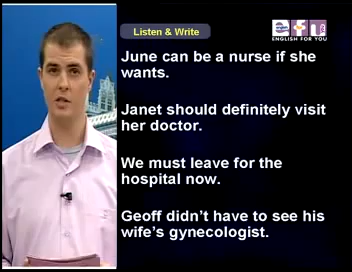 Listen & Write
efu
ENGLISH FOR YOU
June can be a nurse if she
wants.
Janet should definitely visit
her doctor.
We must leave for the
hospital now.
Geoff didn't have to see his
wife's gynecologist.